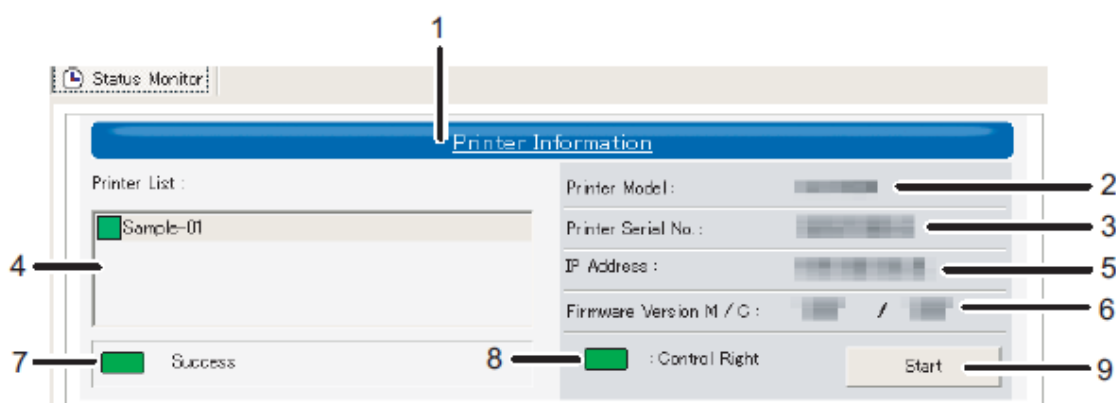 1
Status Monitor
Printer Information
Printer List :
Printer Model :
2
Sample-01
Printer Serial No. :
3
4
IP Address :
5
Firmware Version M / C :
/
6
7
Success
8
: Control Right
Start
9